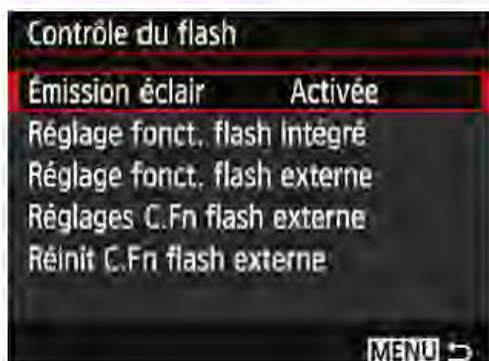 Contrôle du flash
Émission éclair Activée
Réglage fonct. flash intégré
Réglage fonct. flash externe
Réglages C.Fn flash externe
Réinit C.Fn flash externe
MENU